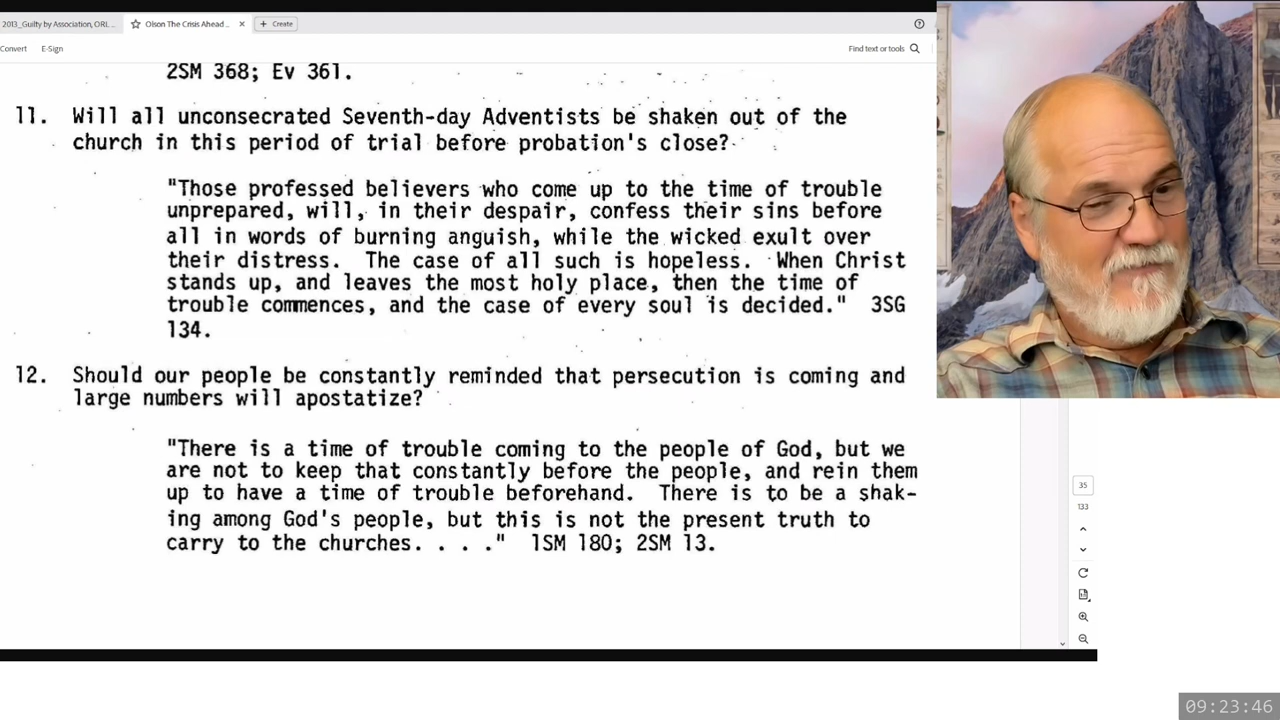 2013_Guilty by Association, ORI. ...
Olson The Crisis Ahead ...
Create
Convert
E-Sign
Find text or tools
2SM 368; Ev 361.
11. Will all unconsecrated Seventh-day Adventists be shaken out of the
church in this period of trial before probation's close?
"Those professed believers who come up to the time of trouble
unprepared, will, in their despair, confess their sins before
all in words of burning anguish, while the wicked exult over
their distress. The case of all such is hopeless. When Christ
stands up, and leaves the most holy place, then the time of
trouble commences, and the case of every soul is decided." 3SG
134.
12. Should our people be constantly reminded that persecution is coming and
large numbers will apostatize?
"There is a time of trouble coming to the people of God, but we
are not to keep that constantly before the people, and rein them
up to have a time of trouble beforehand. There is to be a shak-
ing among God's people, but this is not the present truth to
carry to the churches. . . ." 1SM 180; 2SM 13.
35
133
09:23:46